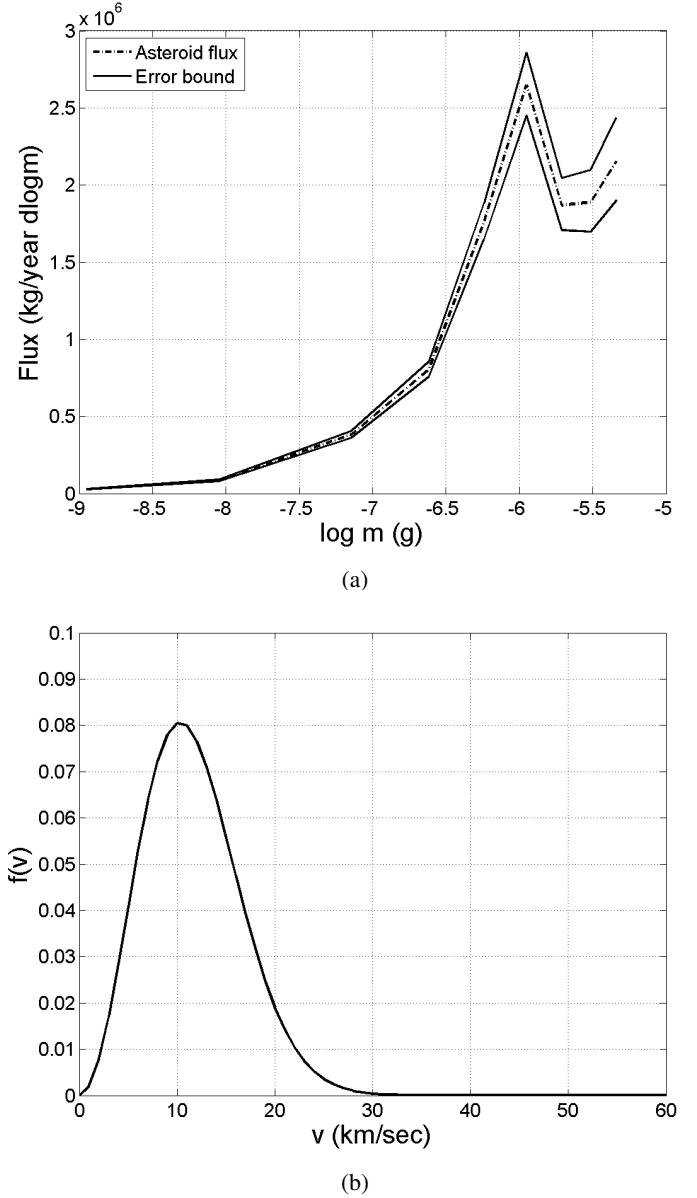 x 10⁶
3
2.5
2
1.5
1
0.5
0
Flux (kg/year dlogm)
Asteroid flux
Error bound
-9 -8.5 -8 -7.5 -7 -6.5 -6 -5.5 -5
log m (g)
(a)
0.1
0.09
0.08
0.07
0.06
0.05
0.04
0.03
0.02
0.01
0
f(v)
0 10 20 30 40 50 60
v (km/sec)
(b)